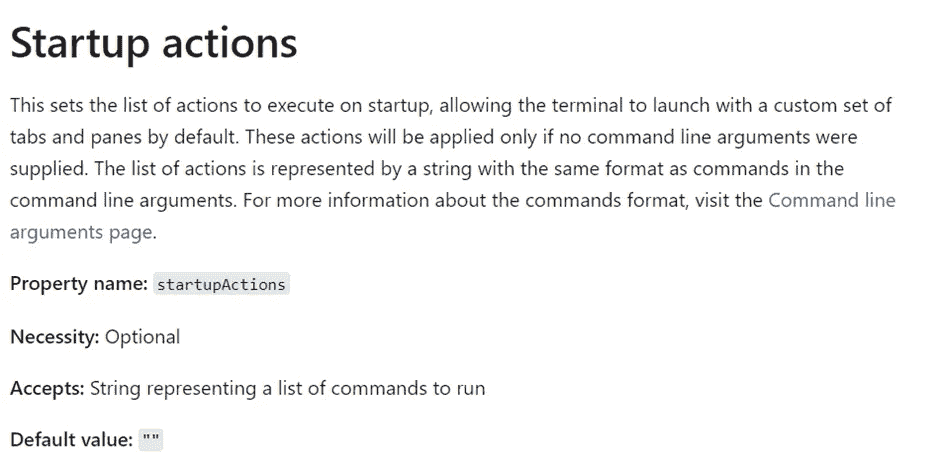 Startup actions
This sets the list of actions to execute on startup, allowing the terminal to launch with a custom set of
tabs and panes by default. These actions will be applied only if no command line arguments were
supplied. The list of actions is represented by a string with the same format as commands in the
command line arguments. For more information about the commands format, visit the Command line
arguments page.
Property name: startupActions
Necessity: Optional
Accepts: String representing a list of commands to run
Default value: ""